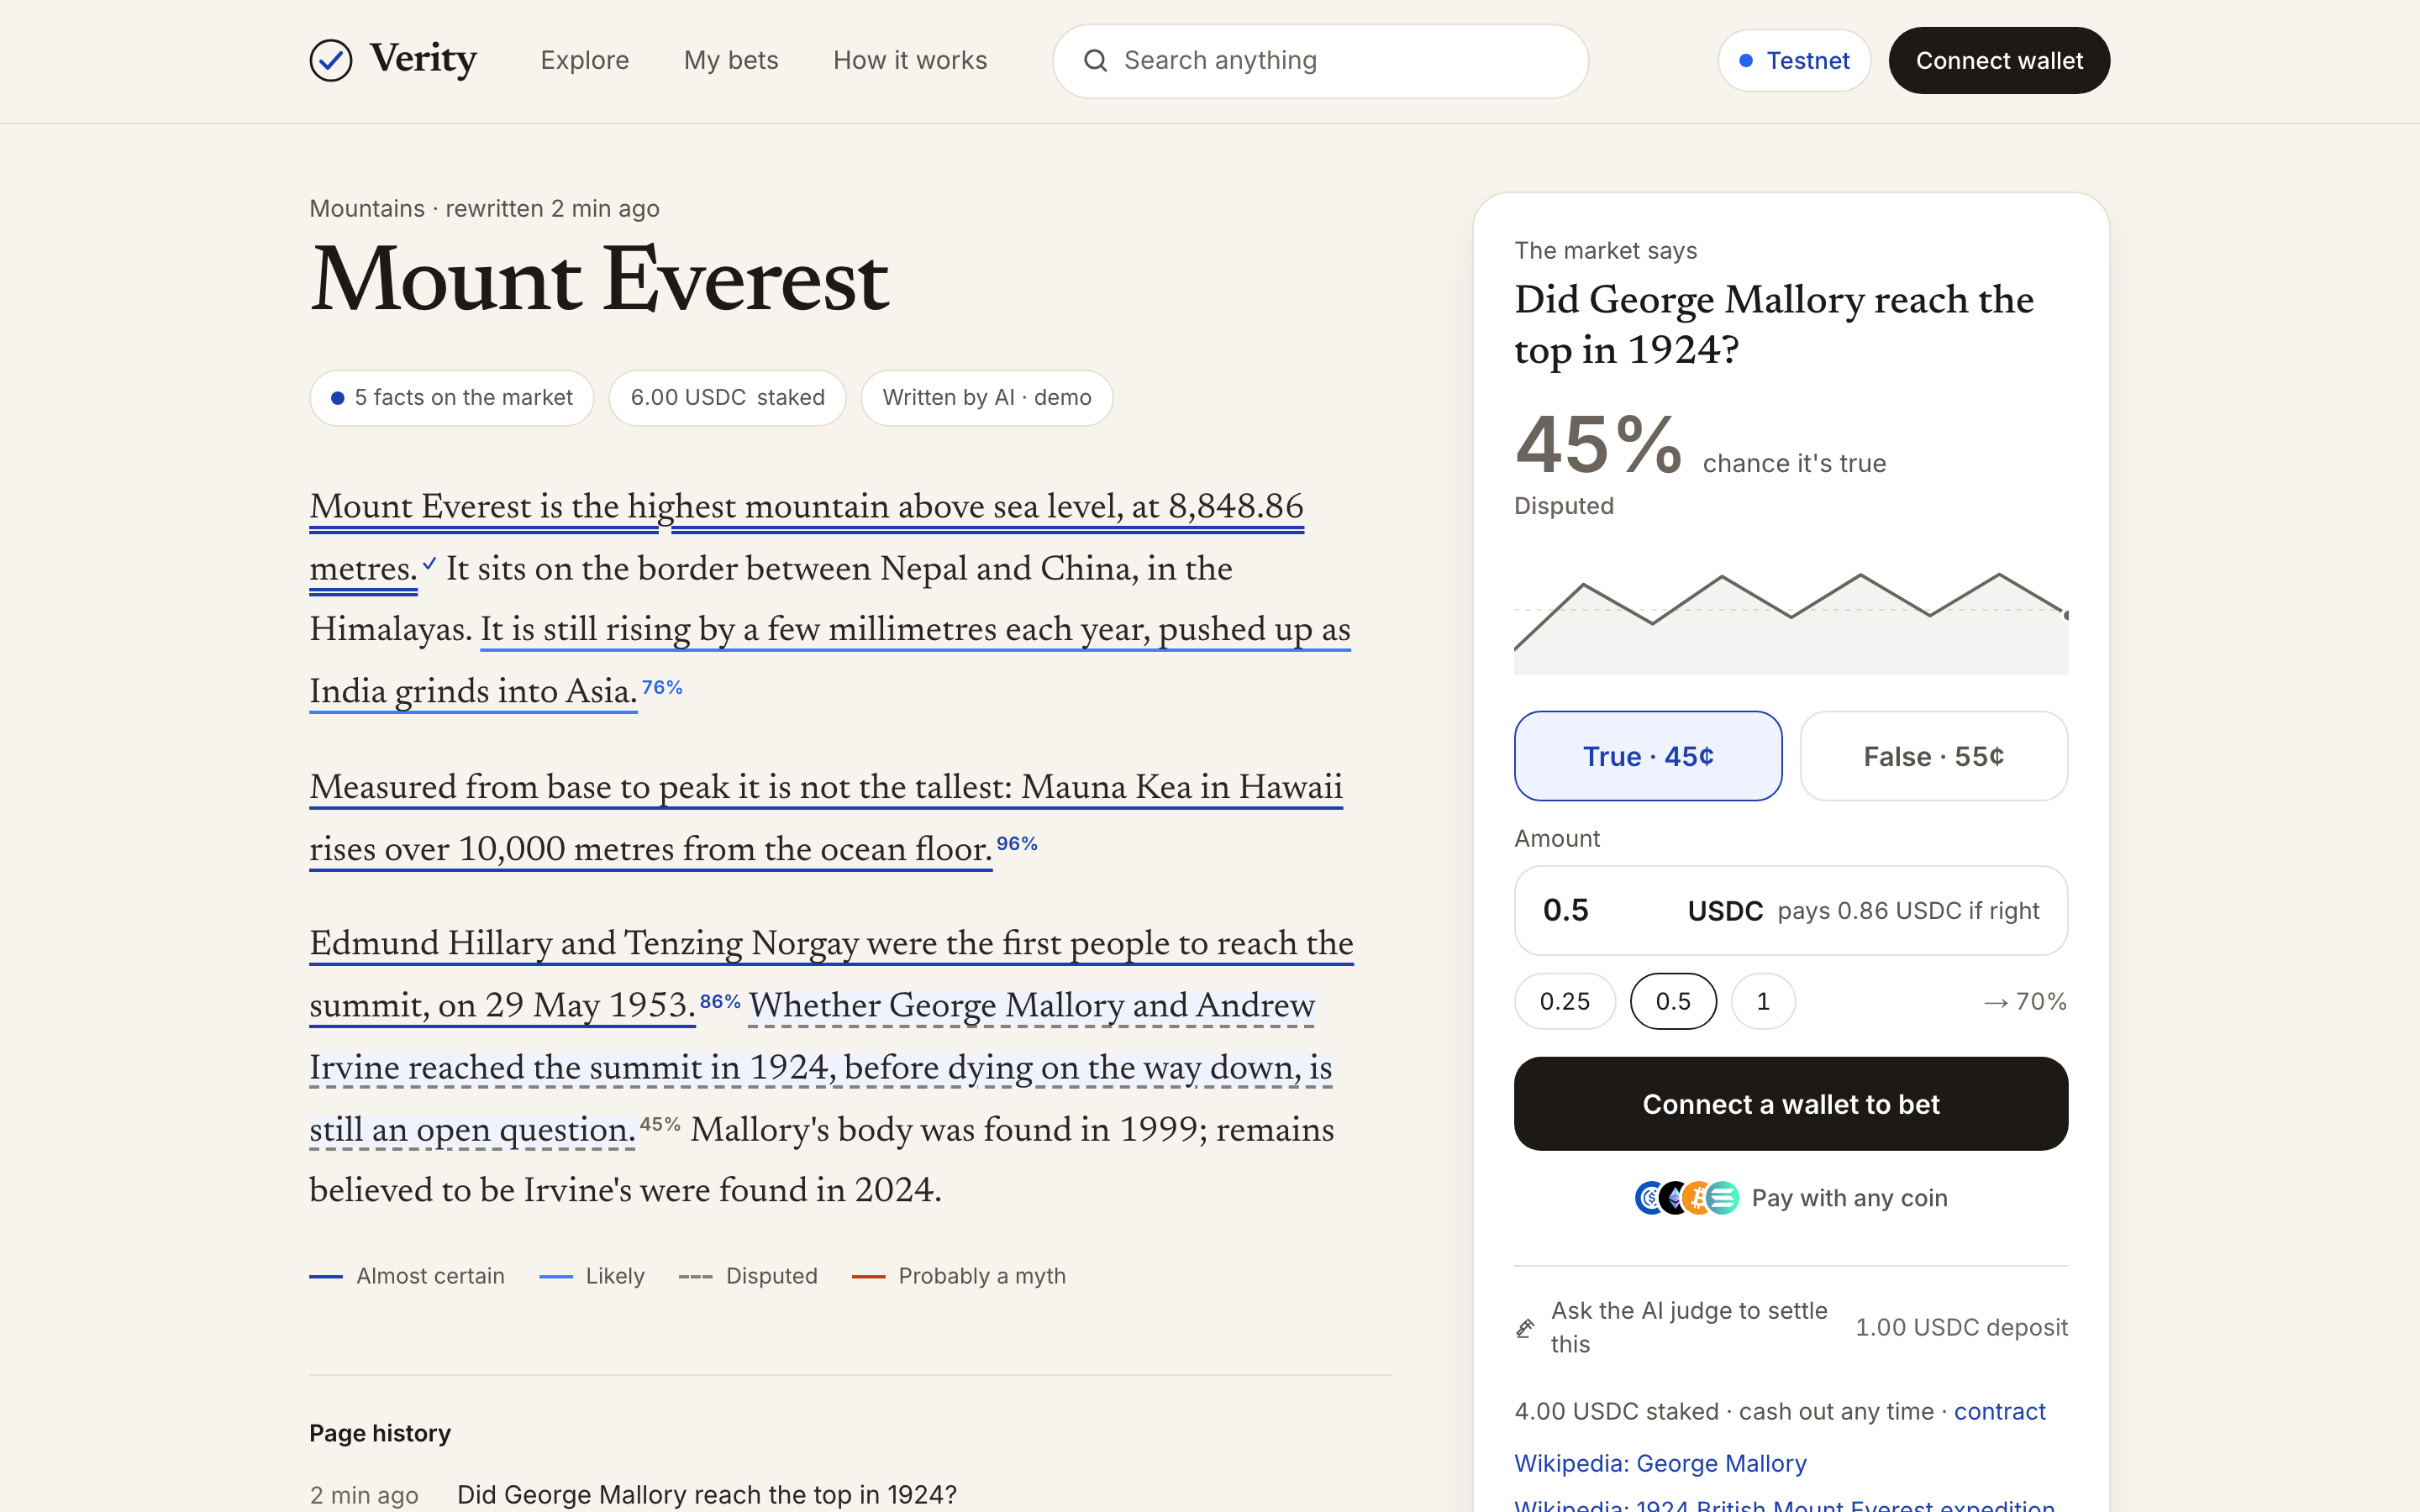 Verity
Explore
My bets
How it works
Search anything
Testnet
Connect wallet
Mountains · rewritten 2 min ago
Mount Everest
5 facts on the market
6.00 USDC staked
Written by AI · demo
Mount Everest is the highest mountain above sea level, at 8,848.86
metres.✓ It sits on the border between Nepal and China, in the
Himalayas. It is still rising by a few millimetres each year, pushed up as
India grinds into Asia. 76%
Measured from base to peak it is not the tallest: Mauna Kea in Hawaii
rises over 10,000 metres from the ocean floor. 96%
Edmund Hillary and Tenzing Norgay were the first people to reach the
summit, on 29 May 1953. 86% Whether George Mallory and Andrew
Irvine reached the summit in 1924, before dying on the way down, is
still an open question. 45% Mallory's body was found in 1999; remains
believed to be Irvine's were found in 2024.
Almost certain
Likely
Disputed
Probably a myth
Page history
2 min ago Did George Mallory reach the top in 1924?
The market says
Did George Mallory reach the
top in 1924?
45% chance it's true
Disputed
True · 45¢
False · 55¢
Amount
0.5 USDC pays 0.86 USDC if right
0.25
0.5
1
→ 70%
Connect a wallet to bet
Pay with any coin
Ask the AI judge to settle
this
1.00 USDC deposit
4.00 USDC staked · cash out any time · contract
Wikipedia: George Mallory
Wikipedia: 1924 British Mount Everest expedition